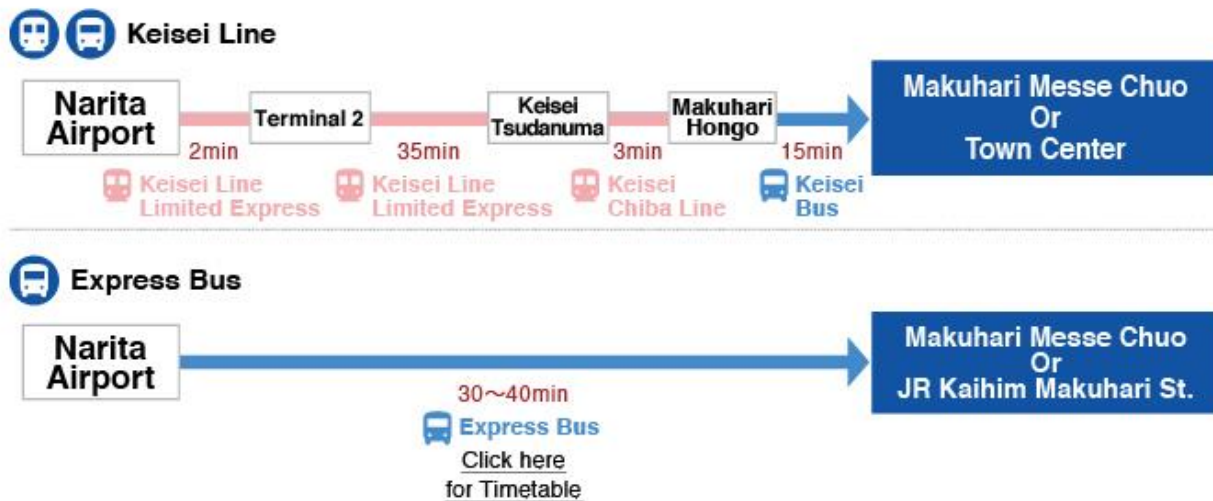 Keisei Line
Narita
Airport
Terminal 2
Keisei
Tsudanuma
Makuhari
Hongo
Makuhari Messe Chuo
Or
Town Center
2min
35min
3min
15min
Keisei Line
Limited Express
Keisei Line
Limited Express
Keisei
Chiba Line
Keisei
Bus
Express Bus
Narita
Airport
Makuhari Messe Chuo
Or
JR Kaihim Makuhari St.
30～40min
Express Bus
Click here
for Timetable